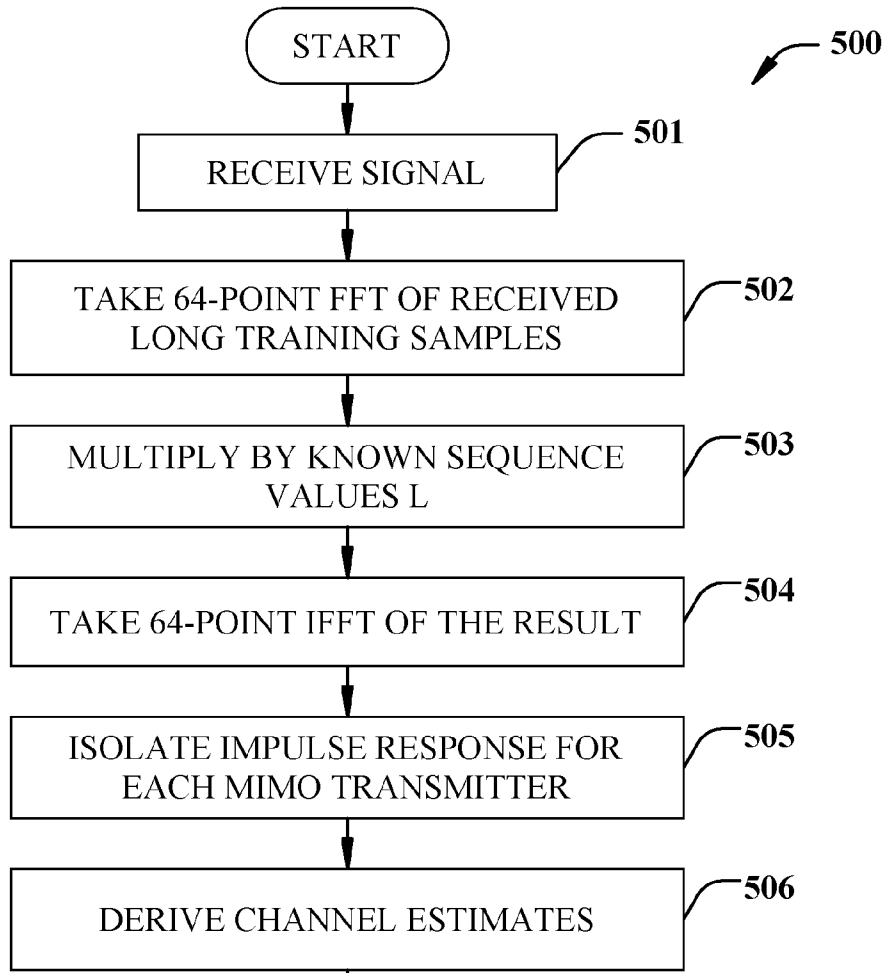 START
500
501
RECEIVE SIGNAL
502
TAKE 64-POINT FFT OF RECEIVED
LONG TRAINING SAMPLES
503
MULTIPLY BY KNOWN SEQUENCE
VALUES L
504
TAKE 64-POINT IFFT OF THE RESULT
505
ISOLATE IMPULSE RESPONSE FOR
EACH MIMO TRANSMITTER
506
DERIVE CHANNEL ESTIMATES